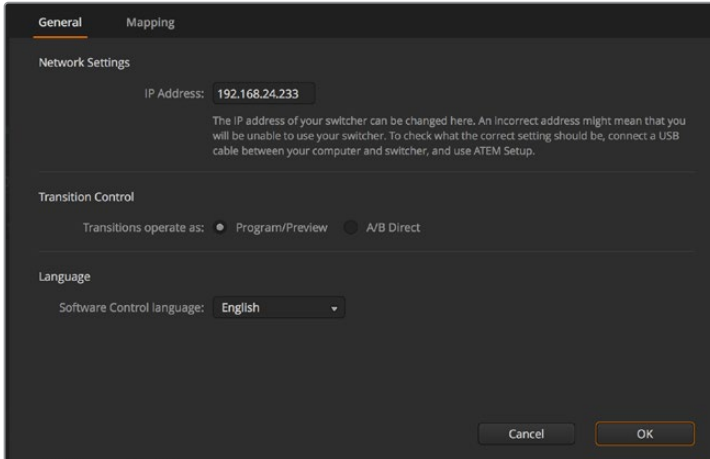 General Mapping
Network Settings
IP Address: 192.168.24.233
The IP address of your switcher can be changed here. An incorrect address might mean that you
will be unable to use your switcher. To check what the correct setting should be, connect a USB
cable between your computer and switcher, and use ATEM Setup.
Transition Control
Transitions operate as: Program/Preview A/B Direct
Language
Software Control language: English
Cancel OK